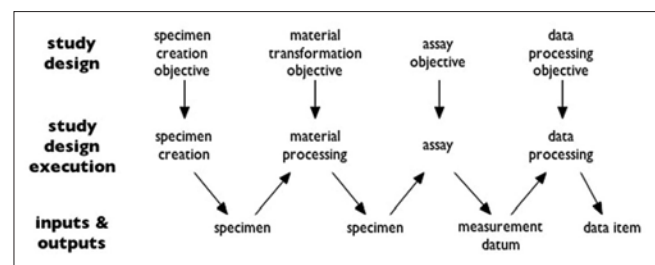 study
design
specimen
creation
objective
material
transformation
objective
assay
objective
data
processing
objective
study
design
execution
specimen
creation
material
processing
assay
data
processing
inputs &
outputs
specimen
specimen
measurement
datum
data item